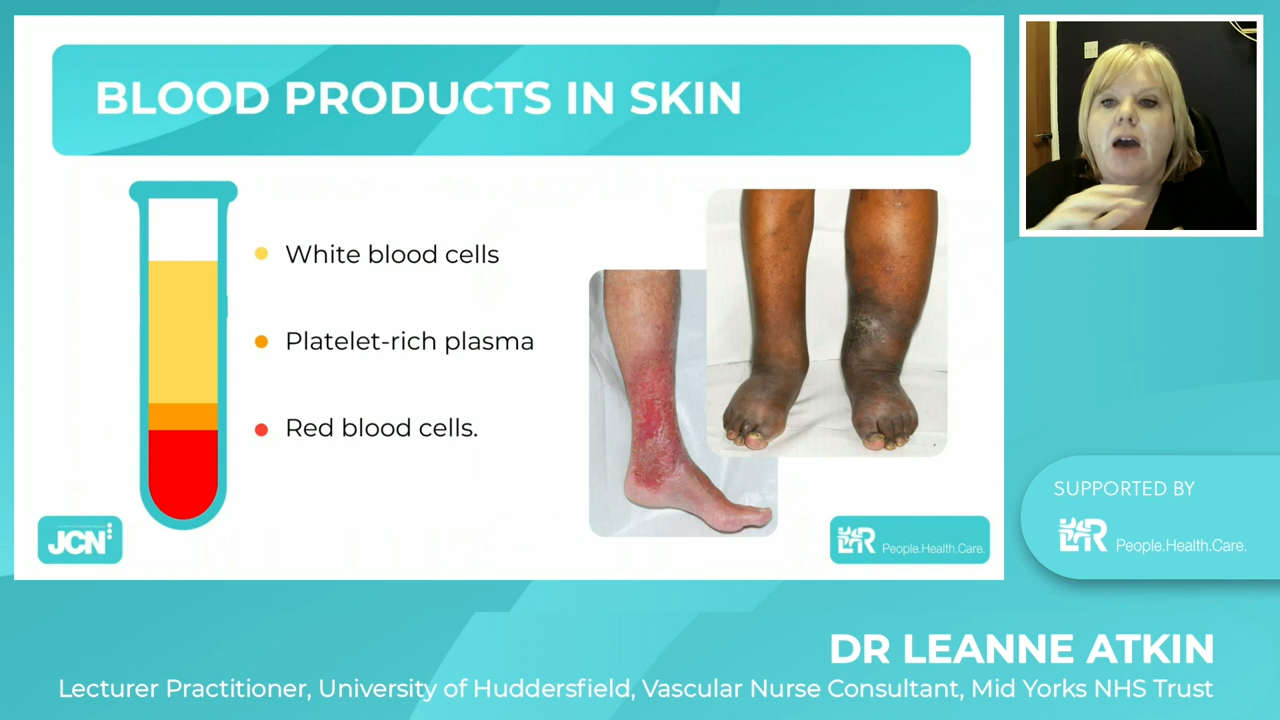 BLOOD PRODUCTS IN SKIN
White blood cells
Platelet-rich plasma
Red blood cells.
JCN
L&R People.Health.Care.
SUPPORTED BY
L&R People.Health.Care.
DR LEANNE ATKIN
Lecturer Practitioner, University of Huddersfield, Vascular Nurse Consultant, Mid Yorks NHS Trust